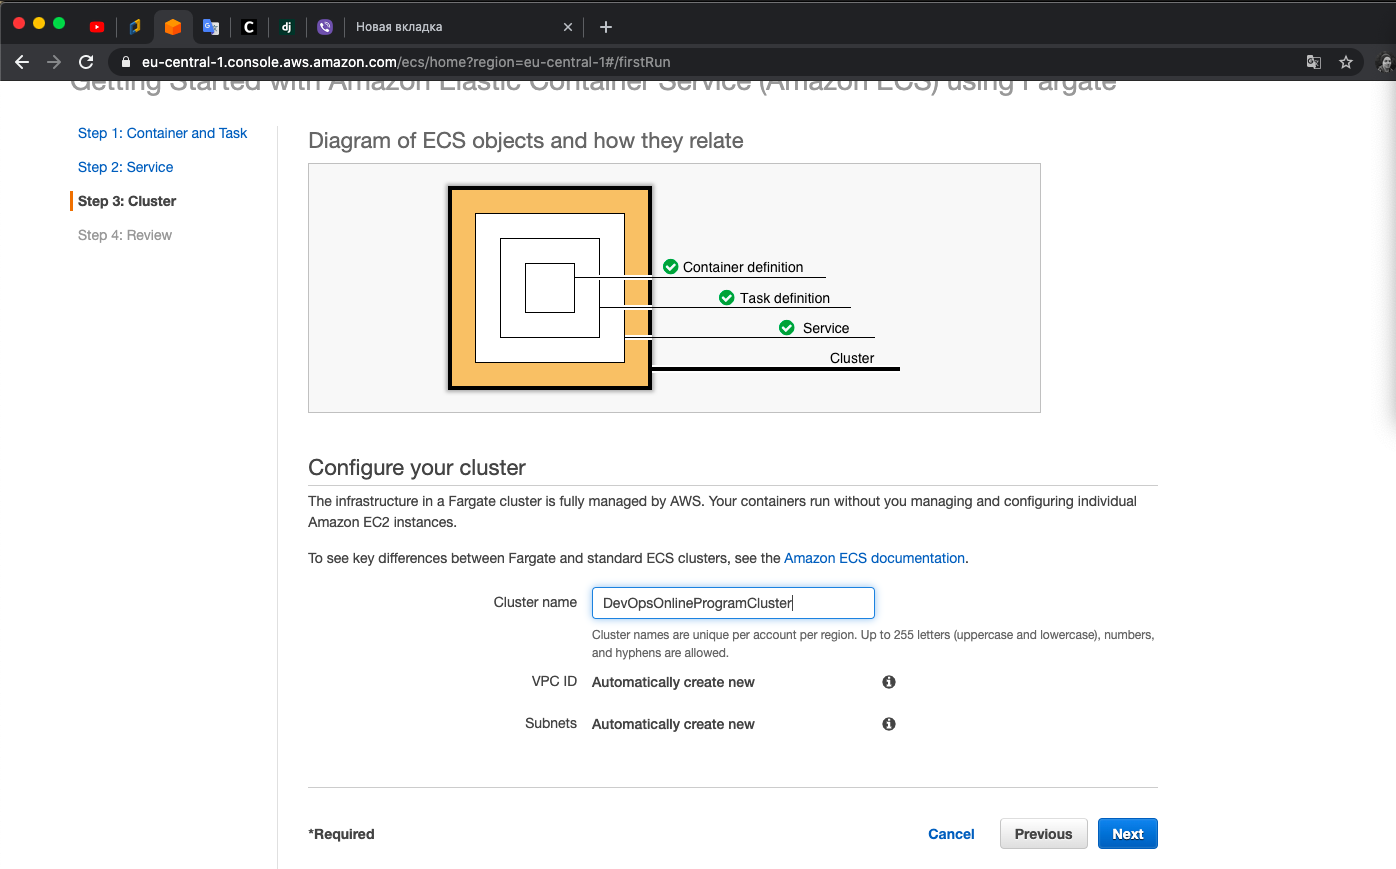 Новая вкладка
eu-central-1.console.aws.amazon.com/ecs/home?region=eu-central-1#/firstRun
Getting Started with Amazon Elastic Container Service (Amazon ECS) using Fargate
Step 1: Container and Task
Step 2: Service
Step 3: Cluster
Step 4: Review
Diagram of ECS objects and how they relate
Container definition
Task definition
Service
Cluster
Configure your cluster
The infrastructure in a Fargate cluster is fully managed by AWS. Your containers run without you managing and configuring individual
Amazon EC2 instances.
To see key differences between Fargate and standard ECS clusters, see the Amazon ECS documentation.
Cluster name DevOpsOnlineProgramCluster
Cluster names are unique per account per region. Up to 255 letters (uppercase and lowercase), numbers,
and hyphens are allowed.
VPC ID Automatically create new
Subnets Automatically create new
*Required Cancel Previous Next